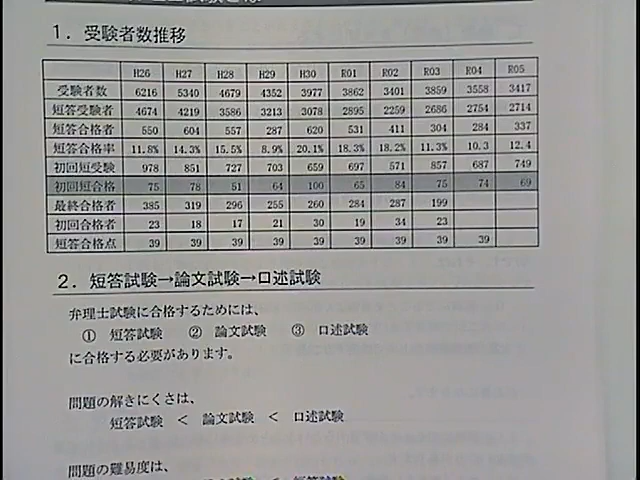 1．受験者数推移
H26 H27 H28 H29 H30 R01 R02 R03 R04 R05
受験者数 6216 5340 4679 4352 3977 3862 3401 3859 3558 3417
短答受験者 4674 4219 3586 3213 3078 2895 2259 2686 2754 2714
短答合格者 550 604 557 287 620 531 411 304 284 337
短答合格率 11.8% 14.3% 15.5% 8.9% 20.1% 18.3% 18.2% 11.3% 10.3 12.4
初回短受験 978 851 727 703 659 697 571 857 687 749
初回短合格 75 78 51 64 100 65 84 75 74 69
最終合格者 385 319 296 255 260 284 287 199
初回合格者 23 18 17 21 30 19 34 23
短答合格点 39 39 39 39 39 39 39 39 39
2．短答試験→論文試験→口述試験
弁理士試験に合格するためには、
① 短答試験 ② 論文試験 ③ 口述試験
に合格する必要があります。
問題の解きにくさは、
短答試験 ＜ 論文試験 ＜ 口述試験
問題の難易度は、